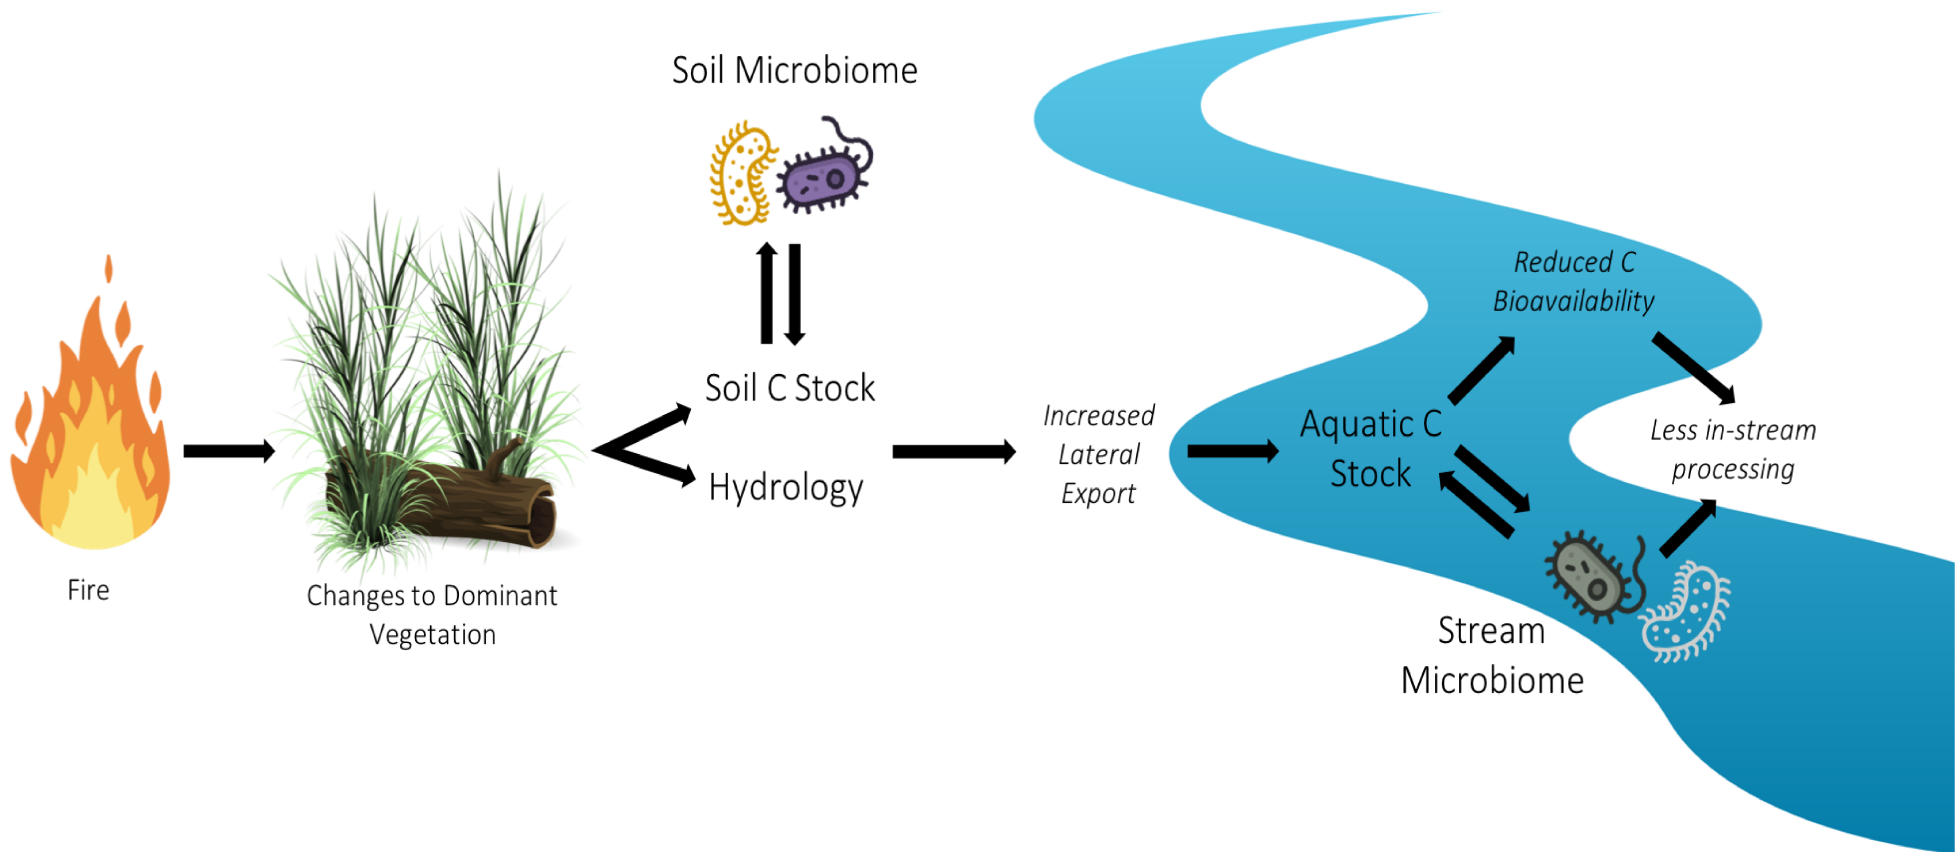 Fire
Changes to Dominant
Vegetation
Soil Microbiome
Soil C Stock
Hydrology
Increased
Lateral
Export
Aquatic C
Stock
Reduced C
Bioavailability
Less in-stream
processing
Stream
Microbiome